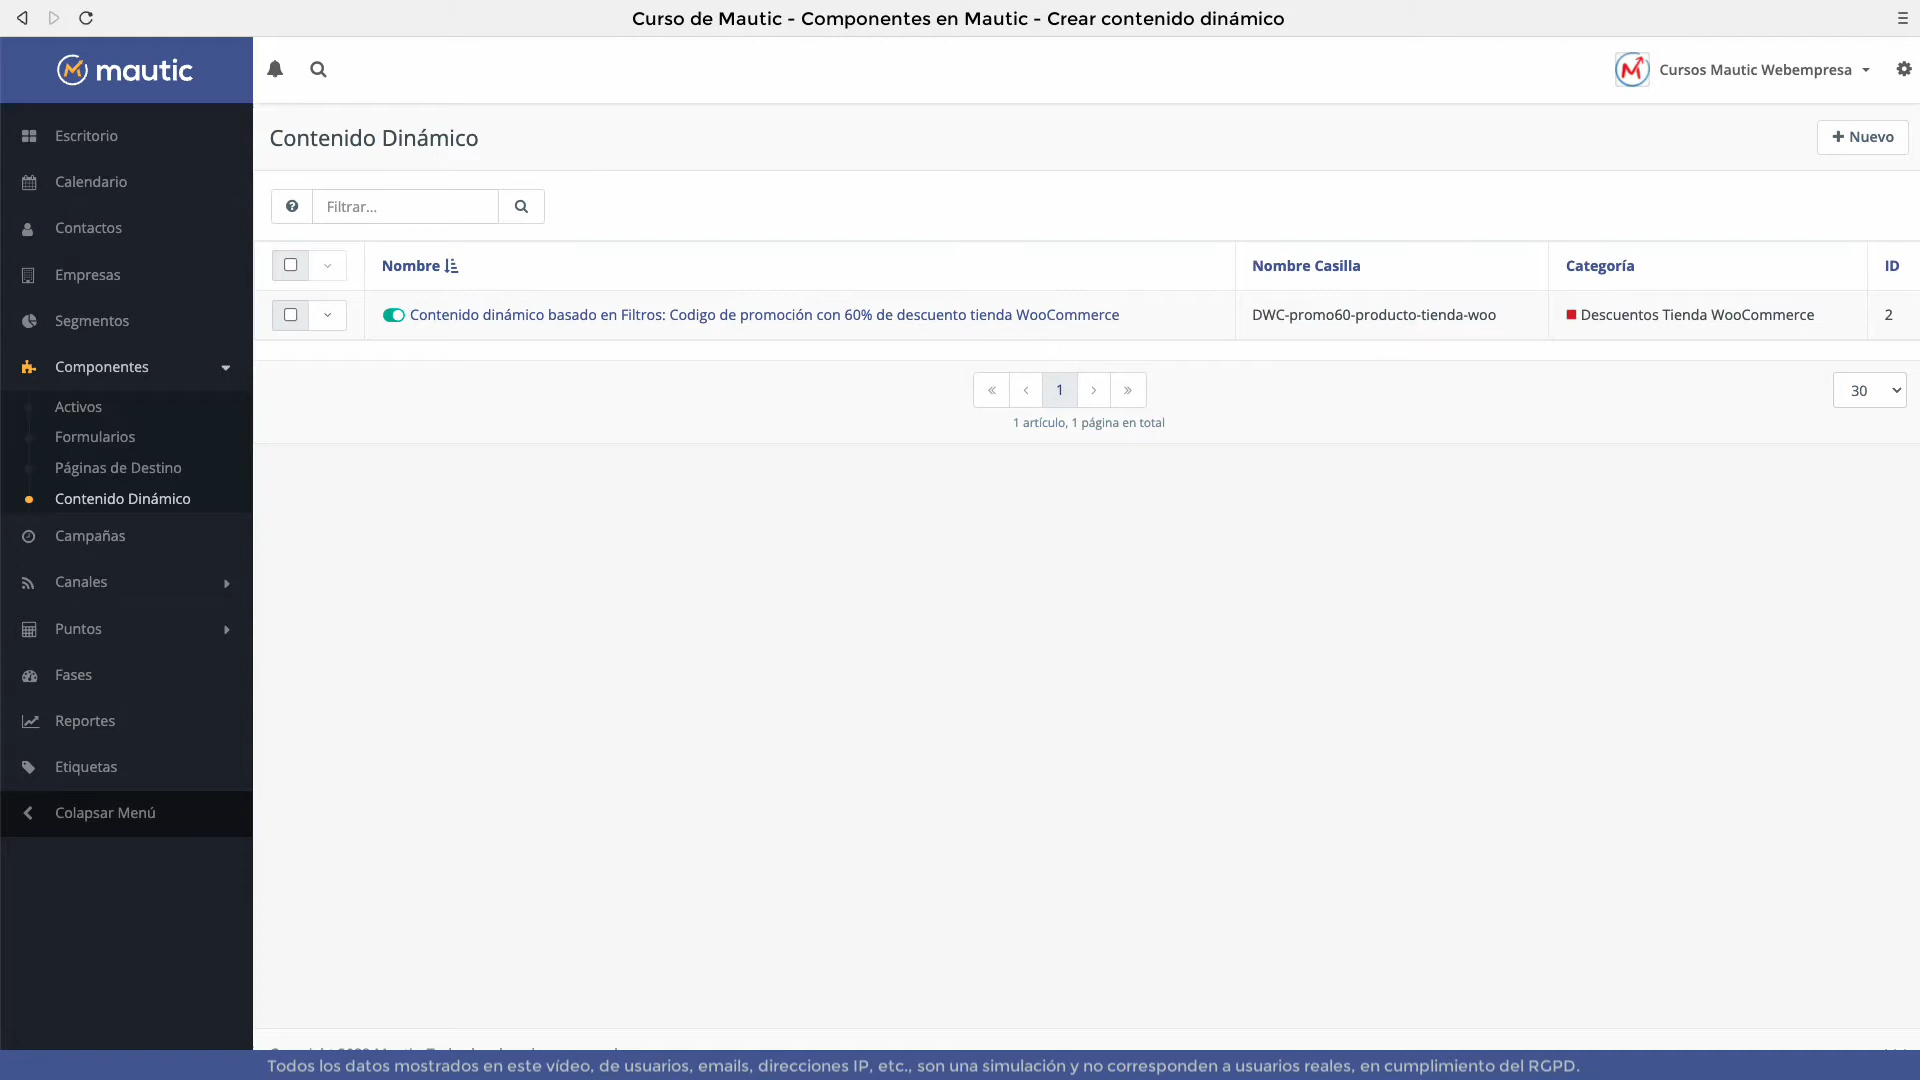 Curso de Mautic - Componentes en Mautic - Crear contenido dinámico
mautic
Cursos Mautic Webempresa
Escritorio
Calendario
Contactos
Empresas
Segmentos
Componentes
Activos
Formularios
Páginas de Destino
Contenido Dinámico
Campañas
Canales
Puntos
Fases
Reportes
Etiquetas
Colapsar Menú
Contenido Dinámico
+ Nuevo
Filtrar...
Nombre Nombre Casilla Categoría ID
Contenido dinámico basado en Filtros: Codigo de promoción con 60% de descuento tienda WooCommerce DWC-promo60-producto-tienda-woo Descuentos Tienda WooCommerce 2
« ‹ 1 › »
30
1 artículo, 1 página en total
Todos los datos mostrados en este vídeo, de usuarios, emails, direcciones IP, etc., son una simulación y no corresponden a usuarios reales, en cumplimiento del RGPD.